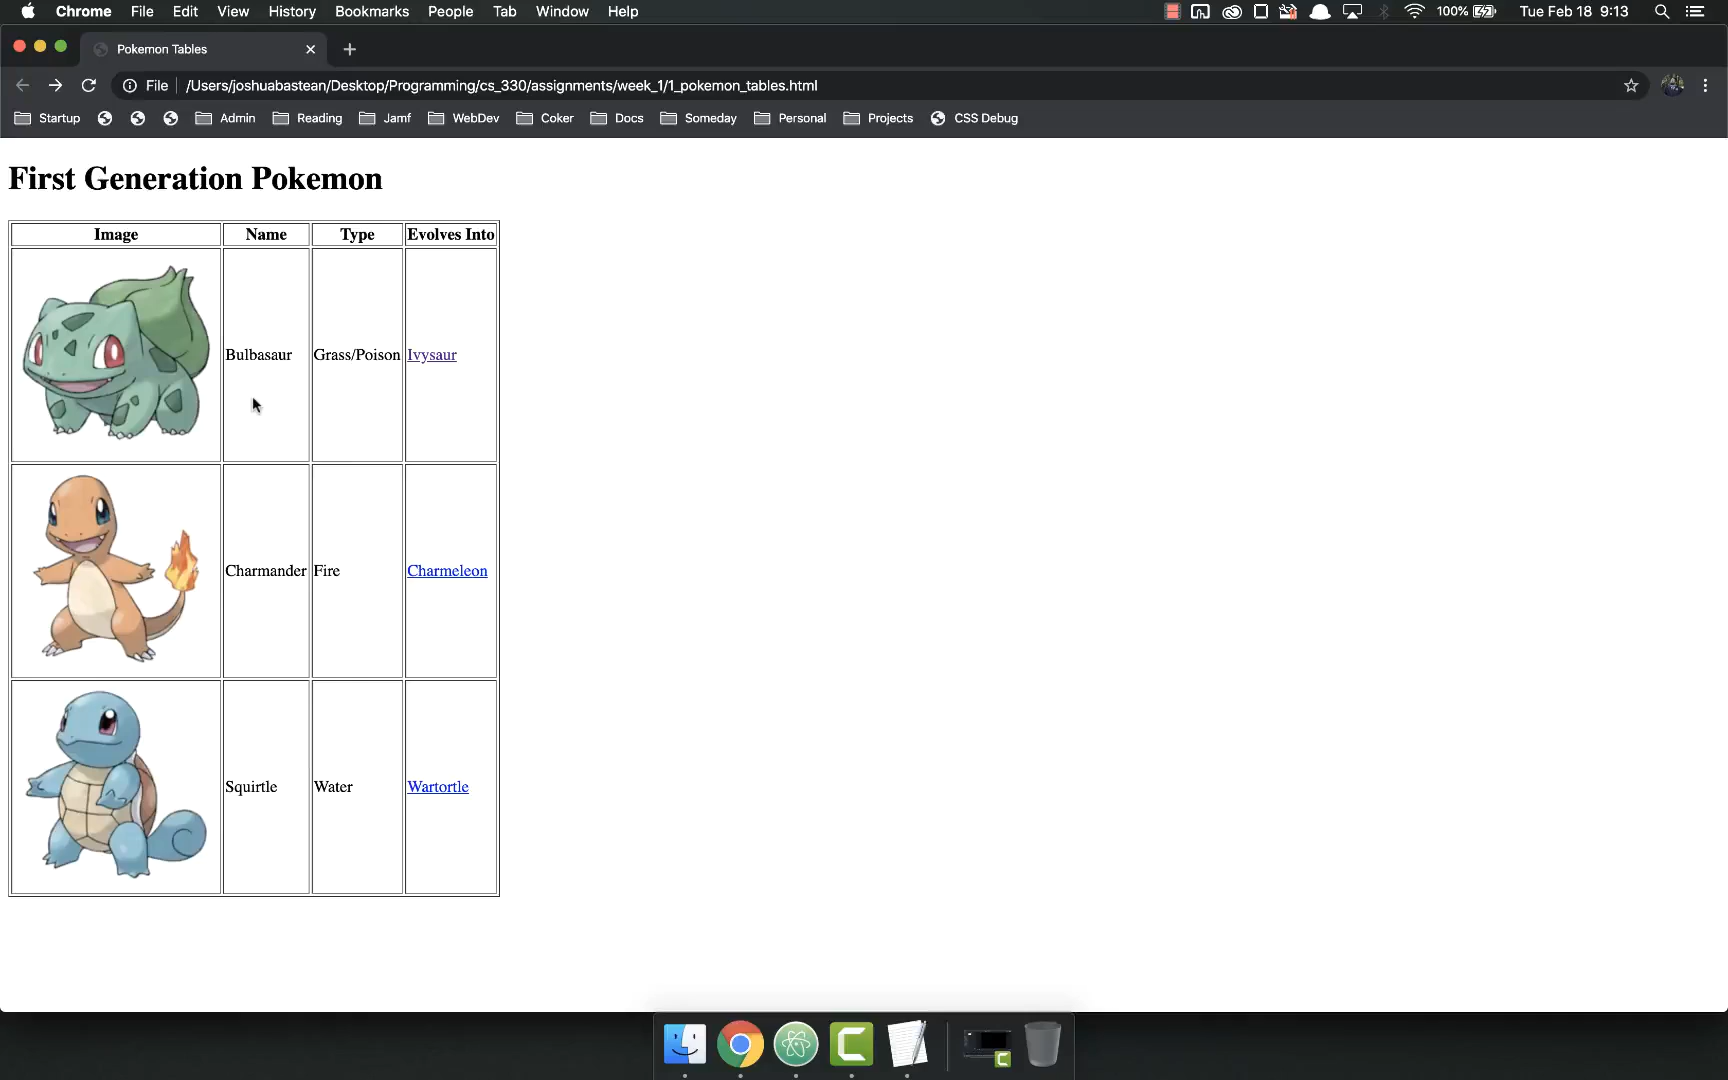 Chrome File Edit View History Bookmarks People Tab Window Help 100% Tue Feb 18 9:13
Pokemon Tables
File /Users/joshuabastean/Desktop/Programming/cs_330/assignments/week_1/1_pokemon_tables.html
Startup Admin Reading Jamf WebDev Coker Docs Someday Personal Projects CSS Debug
First Generation Pokemon
Image Name Type Evolves Into
Bulbasaur Grass/Poison Ivysaur
Charmander Fire Charmeleon
Squirtle Water Wartortle